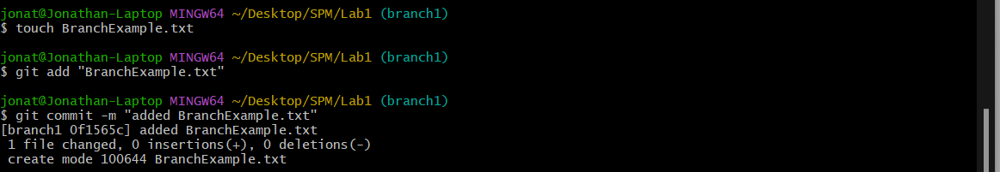 jonat@Jonathan-Laptop MINGW64 ~/Desktop/SPM/Lab1 (branch1)
$ touch BranchExample.txt
jonat@Jonathan-Laptop MINGW64 ~/Desktop/SPM/Lab1 (branch1)
$ git add "BranchExample.txt"
jonat@Jonathan-Laptop MINGW64 ~/Desktop/SPM/Lab1 (branch1)
$ git commit -m "added BranchExample.txt"
[branch1 0f1565c] added BranchExample.txt
1 file changed, 0 insertions(+), 0 deletions(-)
create mode 100644 BranchExample.txt